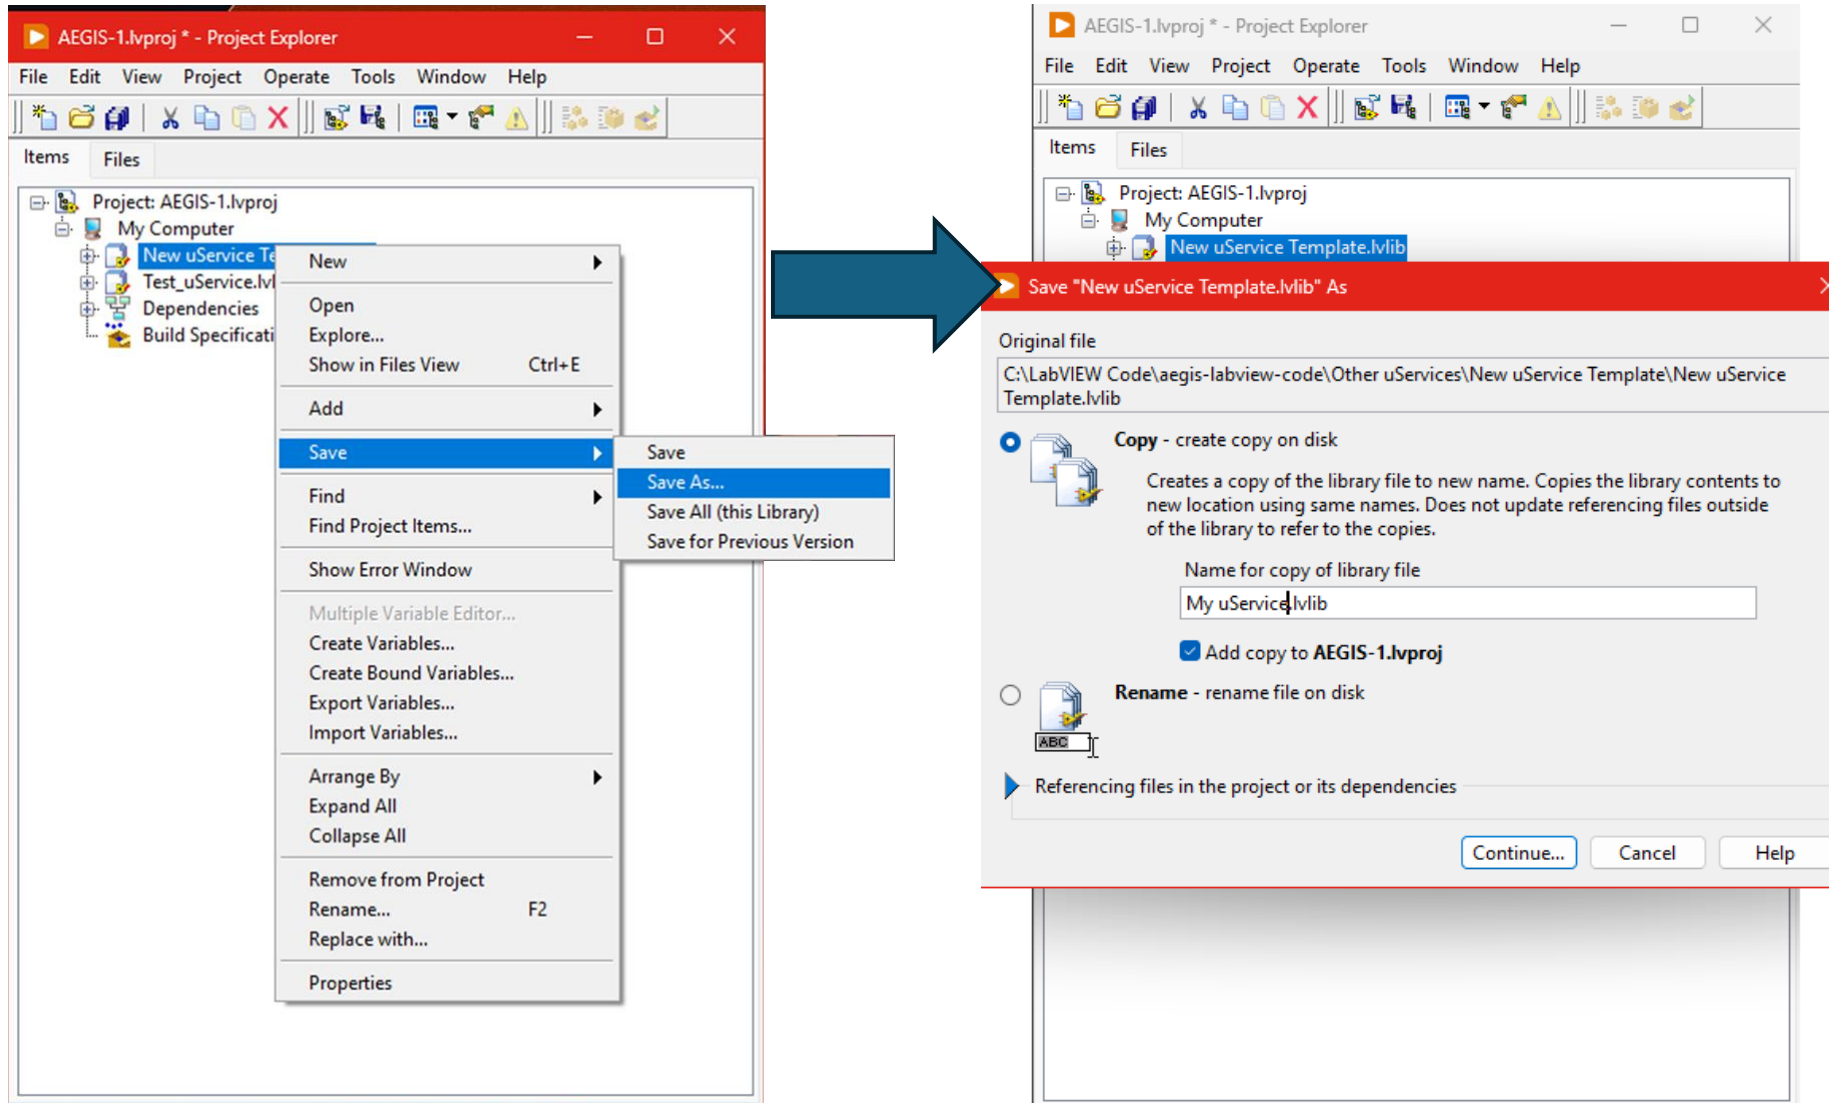 AEGIS-1.lvproj * - Project Explorer
File Edit View Project Operate Tools Window Help
Items Files
Project: AEGIS-1.lvproj
My Computer
New uService Te
Test_uService.lvl
Dependencies
Build Specificati
New
Open
Explore...
Show in Files View Ctrl+E
Add
Save
Find
Find Project Items...
Show Error Window
Multiple Variable Editor...
Create Variables...
Create Bound Variables...
Export Variables...
Import Variables...
Arrange By
Expand All
Collapse All
Remove from Project
Rename... F2
Replace with...
Properties
Save
Save As...
Save All (this Library)
Save for Previous Version
AEGIS-1.lvproj * - Project Explorer
File Edit View Project Operate Tools Window Help
Items Files
Project: AEGIS-1.lvproj
My Computer
New uService Template.lvlib
Save "New uService Template.lvlib" As
Original file
C:\LabVIEW Code\aegis-labview-code\Other uServices\New uService Template\New uService
Template.lvlib
Copy - create copy on disk
Creates a copy of the library file to new name. Copies the library contents to
new location using same names. Does not update referencing files outside
of the library to refer to the copies.
Name for copy of library file
My uService.lvlib
Add copy to AEGIS-1.lvproj
Rename - rename file on disk
ABC
Referencing files in the project or its dependencies
Continue... Cancel Help